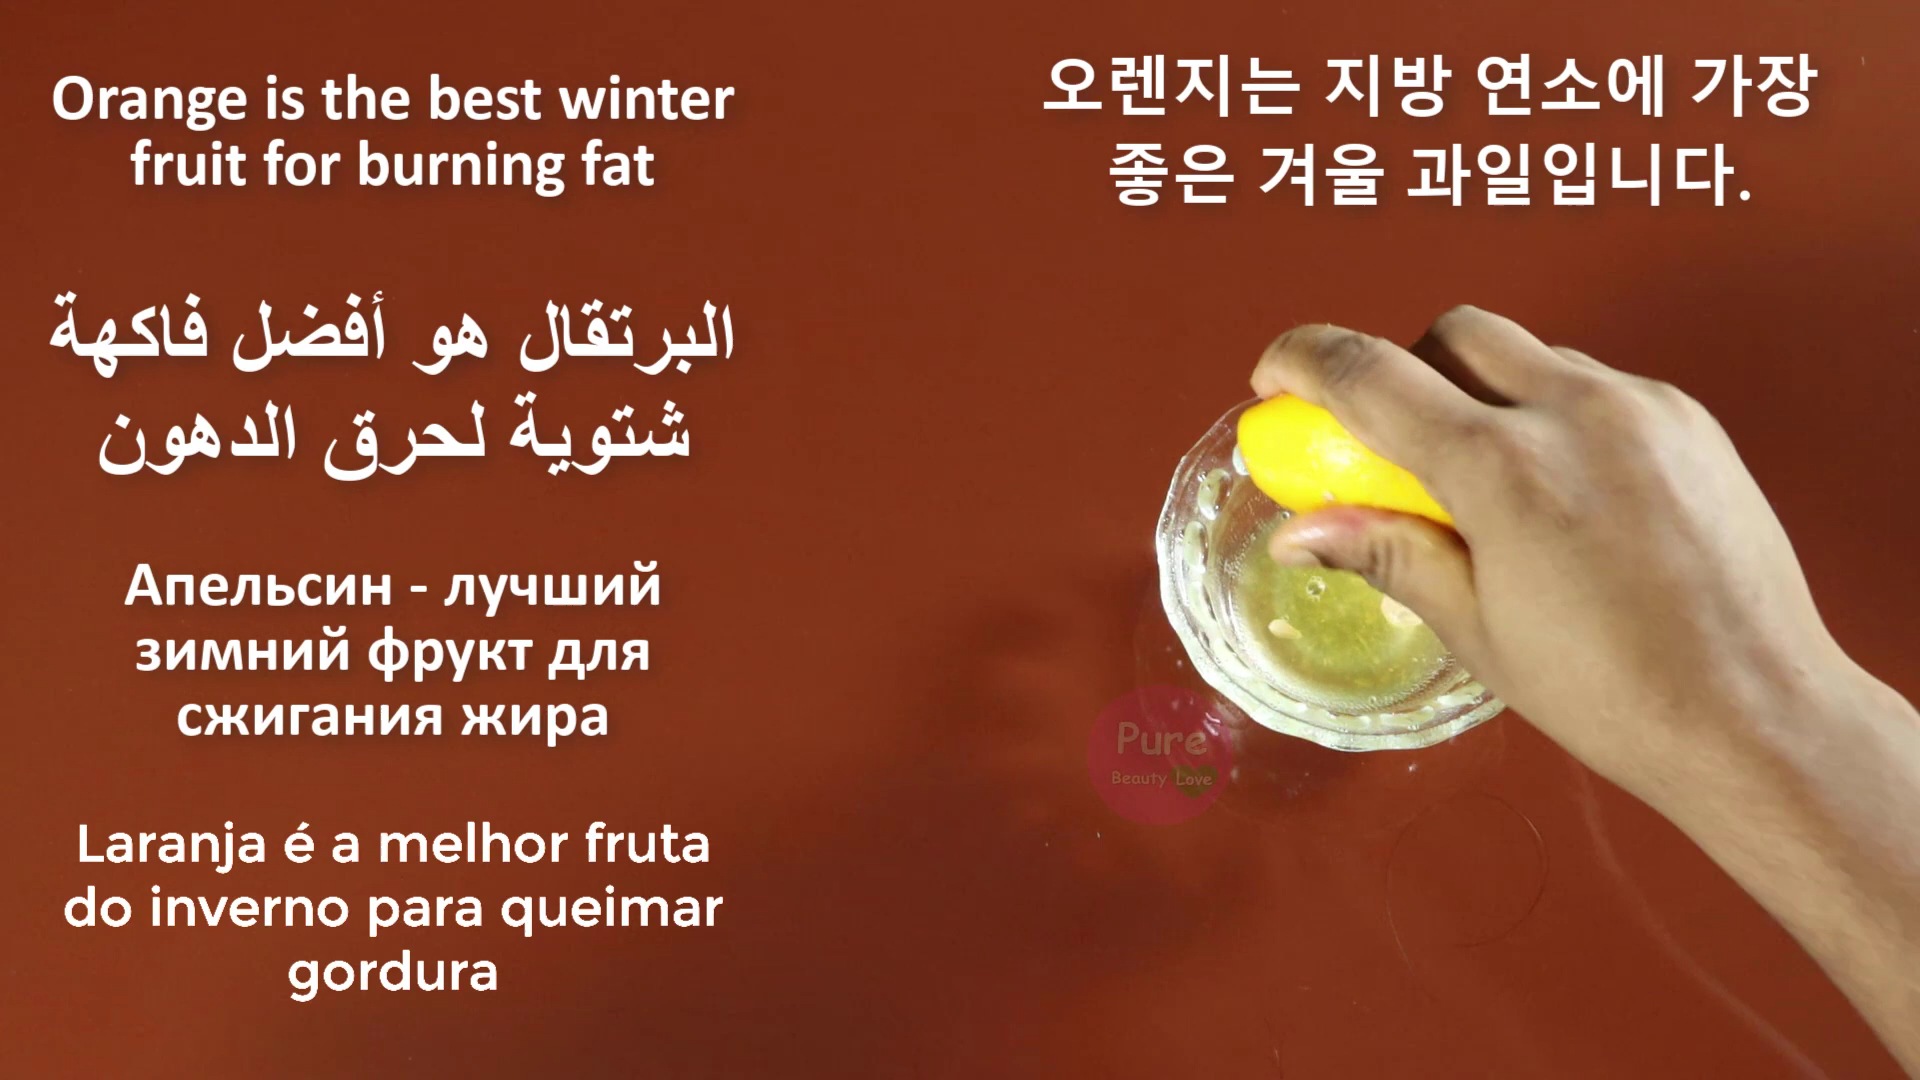 Orange is the best winter
fruit for burning fat
البرتقال هو أفضل فاكهة
شتوية لحرق الدهون
Апельсин - лучший
зимний фрукт для
сжигания жира
Laranja é a melhor fruta
do inverno para queimar
gordura
오렌지는 지방 연소에 가장
좋은 겨울 과일입니다.
Pure
Beauty Love